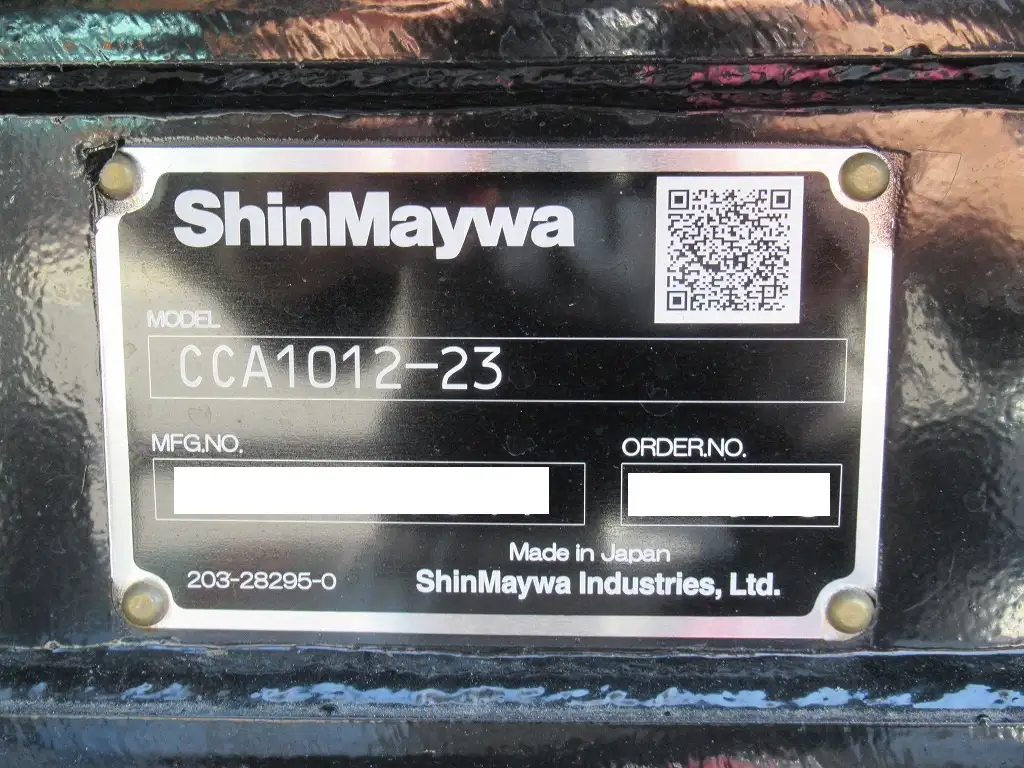 ShinMaywa
MODEL
CCA1012-23
MFG.NO.
ORDER.NO.
Made in Japan
203-28295-0
ShinMaywa Industries, Ltd.